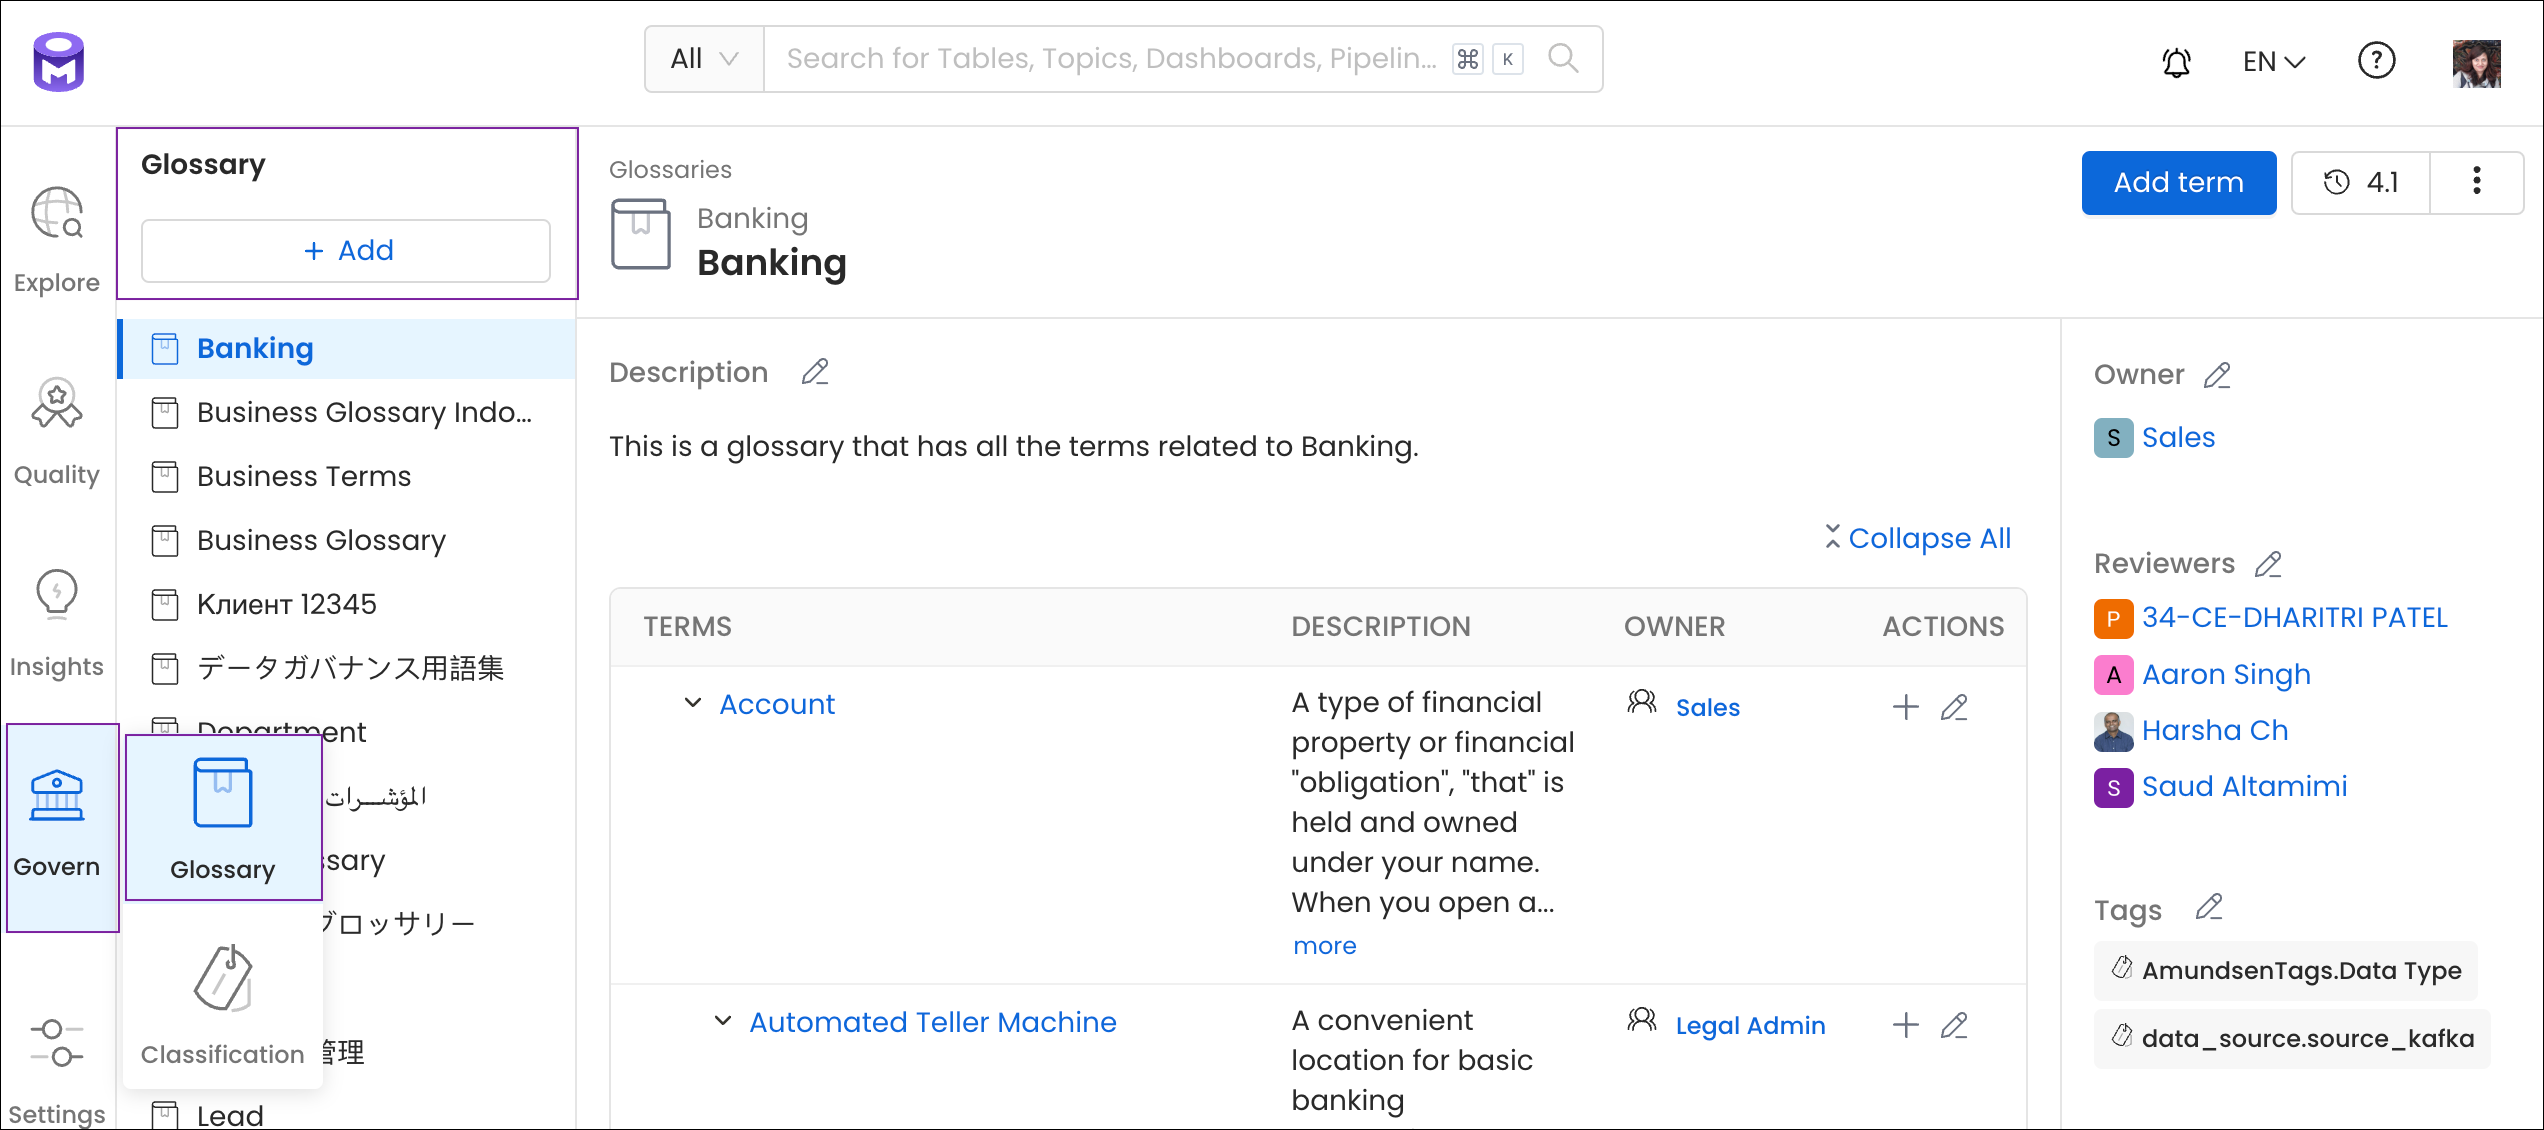 All
Search for Tables, Topics, Dashboards, Pipelin...
⌘ K
EN
?
Explore
Quality
Insights
Govern
Settings
Glossary
+ Add
Banking
Business Glossary Indo...
Business Terms
Business Glossary
Клиент 12345
データガバナンス用語集
Department
المؤشرات
ssary
ブロッサリー
管理
Lead
Glossary
Classification
Glossaries
Banking
Banking
Add term
4.1
Description
This is a glossary that has all the terms related to Banking.
Collapse All
TERMS DESCRIPTION OWNER ACTIONS
Account
A type of financial
property or financial
"obligation", "that" is
held and owned
under your name.
When you open a...
more
Sales
Automated Teller Machine
A convenient
location for basic
banking
Legal Admin
Owner
S Sales
Reviewers
P 34-CE-DHARITRI PATEL
A Aaron Singh
Harsha Ch
S Saud Altamimi
Tags
AmundsenTags.Data Type
data_source.source_kafka